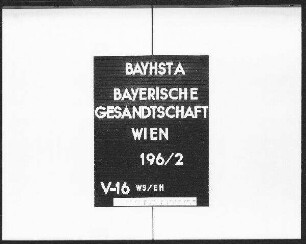 BAYHSTA
BAYERISCHE
GESANDTSCHAFT
WIEN
196/2
V-16 WS/EH